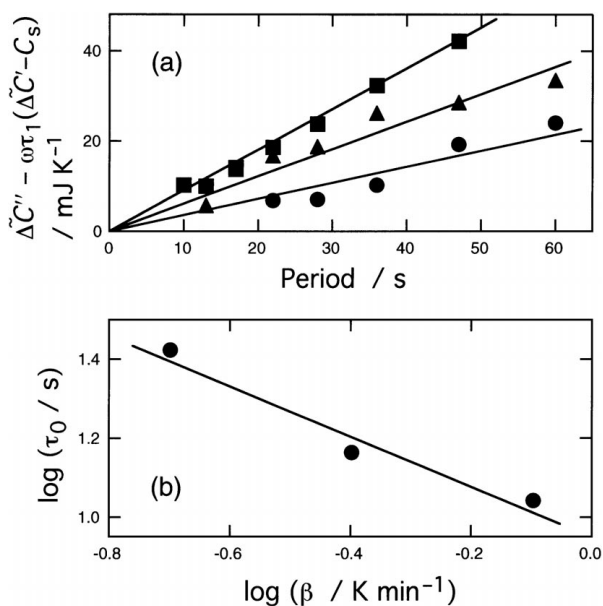 (a)
ΔC̃″ − ωτ₁(ΔC̃′−Cₛ)
/ mJ K⁻¹
40
20
0
0 10 20 30 40 50 60
Period / s
(b)
log (τ₀ / s)
1.4
1.2
1.0
-0.8 -0.6 -0.4 -0.2 0.0
log (β / K min⁻¹)